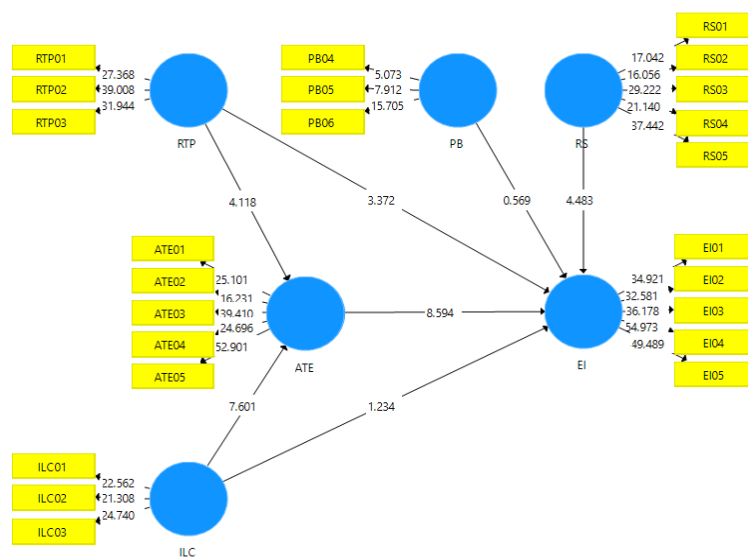 RTP01
RTP02
RTP03
27.368
39.008
31.944
RTP
PB04
PB05
PB06
5.073
7.912
15.705
PB
RS
17.042
16.056
29.222
21.140
37.442
RS01
RS02
RS03
RS04
RS05
4.118
3.372
0.569
4.483
ATE01
ATE02
ATE03
ATE04
ATE05
25.101
16.231
39.410
24.696
52.901
ATE
8.594
EI
34.921
32.581
36.178
54.973
49.489
EI01
EI02
EI03
EI04
EI05
7.601
1.234
ILC01
ILC02
ILC03
22.562
21.308
24.740
ILC